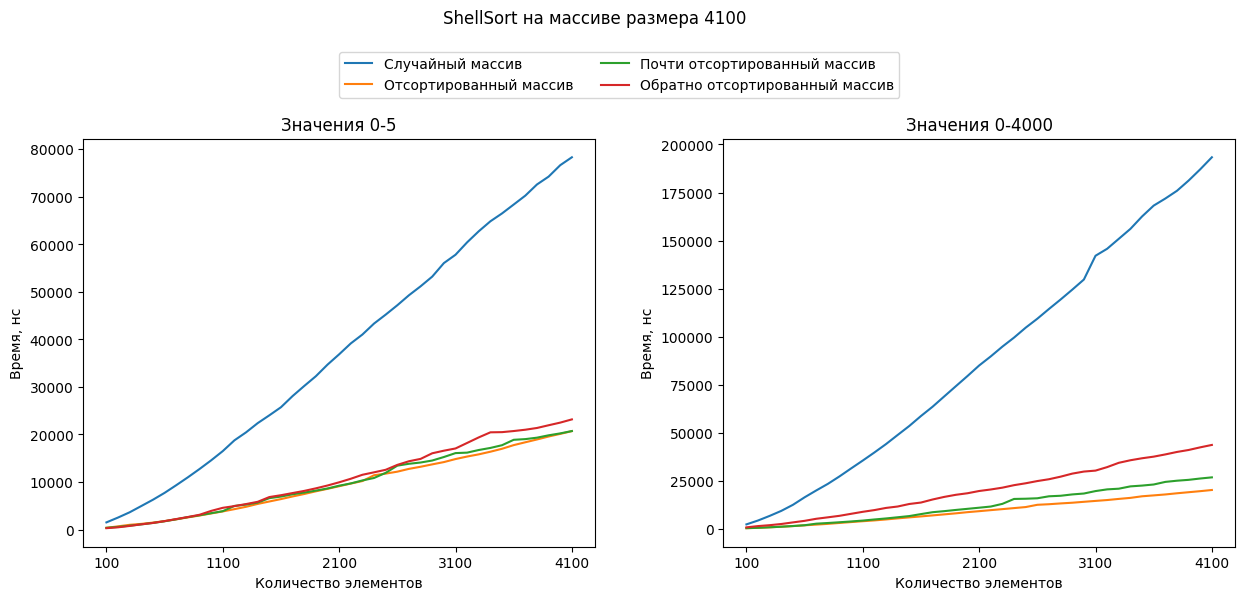 ShellSort на массиве размера 4100
Случайный массив
Отсортированный массив
Почти отсортированный массив
Обратно отсортированный массив
Значения 0-5
80000
70000
60000
50000
40000
30000
20000
10000
0
Время, нс
100 1100 2100 3100 4100
Количество элементов
Значения 0-4000
200000
175000
150000
125000
100000
75000
50000
25000
0
Время, нс
100 1100 2100 3100 4100
Количество элементов